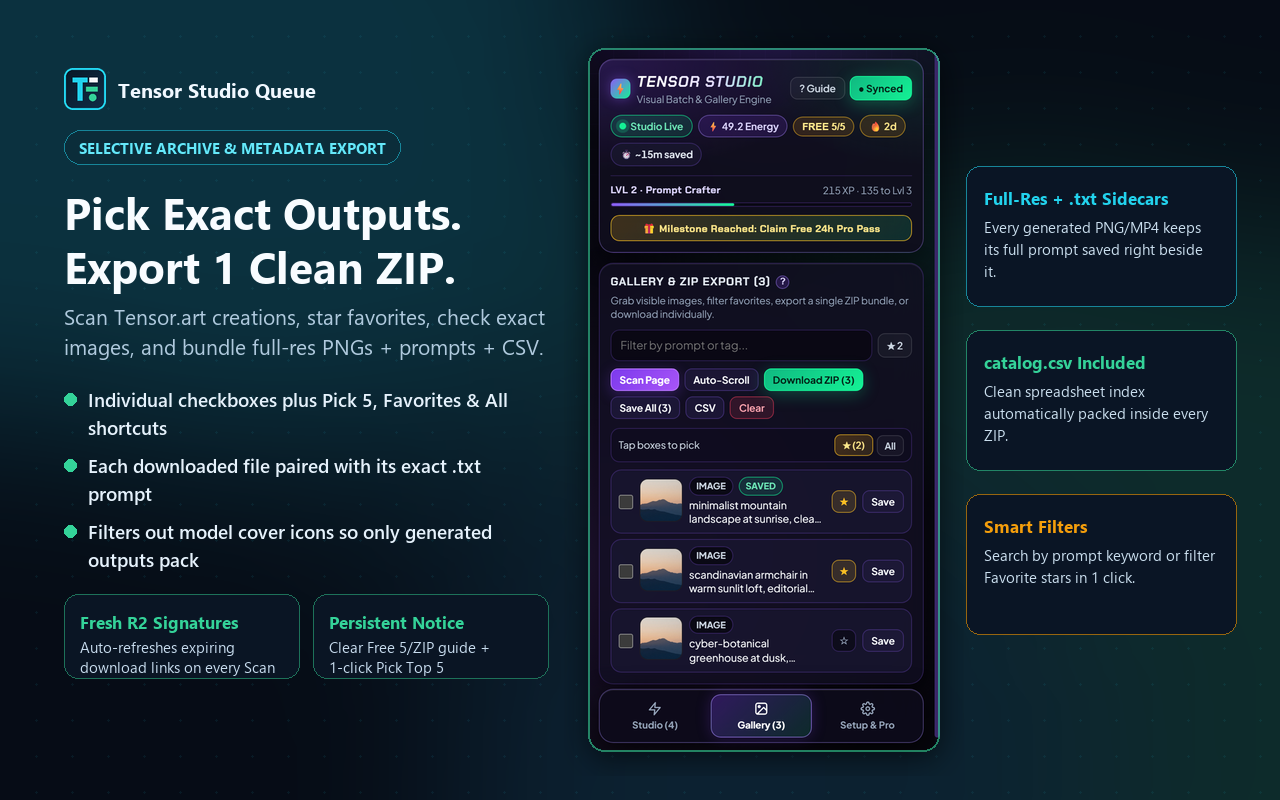 Tensor Studio Queue
SELECTIVE ARCHIVE & METADATA EXPORT
Pick Exact Outputs.
Export 1 Clean ZIP.
Scan Tensor.art creations, star favorites, check exact
images, and bundle full-res PNGs + prompts + CSV.
Individual checkboxes plus Pick 5, Favorites & All
shortcuts
Each downloaded file paired with its exact .txt
prompt
Filters out model cover icons so only generated
outputs pack
Fresh R2 Signatures
Auto-refreshes expiring
download links on every Scan
Persistent Notice
Clear Free 5/ZIP guide +
1-click Pick Top 5
TENSOR STUDIO
Visual Batch & Gallery Engine
? Guide
● Synced
Studio Live
49.2 Energy
FREE 5/5
2d
~15m saved
LVL 2 · Prompt Crafter
215 XP · 135 to Lvl 3
Milestone Reached: Claim Free 24h Pro Pass
GALLERY & ZIP EXPORT (3) ?
Grab visible images, filter favorites, export a single ZIP bundle, or
download individually.
Filter by prompt or tag...
★ 2
Scan Page
Auto-Scroll
Download ZIP (3)
Save All (3)
CSV
Clear
Tap boxes to pick
★ (2)
All
IMAGE
SAVED
minimalist mountain
landscape at sunrise, clea...
★
Save
IMAGE
scandinavian armchair in
warm sunlit loft, editorial...
★
Save
IMAGE
cyber-botanical
greenhouse at dusk,...
☆
Save
Studio (4)
Gallery (3)
Setup & Pro
Full-Res + .txt Sidecars
Every generated PNG/MP4 keeps
its full prompt saved right beside
it.
catalog.csv Included
Clean spreadsheet index
automatically packed inside every
ZIP.
Smart Filters
Search by prompt keyword or filter
Favorite stars in 1 click.